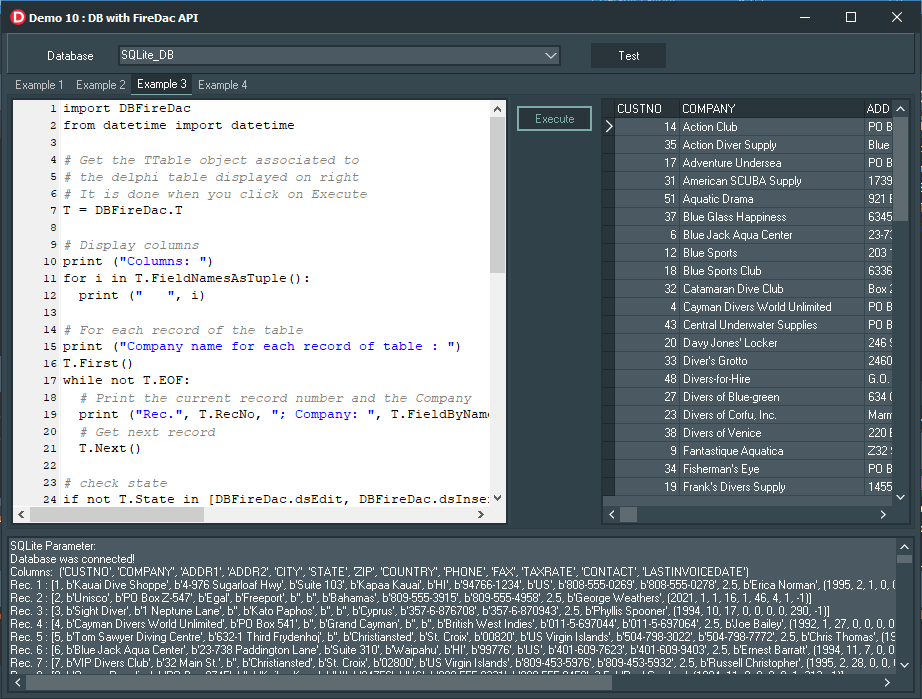 Demo 10 : DB with FireDac API
Database
SQLite_DB
Test
Example 1
Example 2
Example 3
Example 4
1 import DBFireDac
2 from datetime import datetime
3
4 # Get the TTable object associated to
5 # the delphi table displayed on right
6 # It is done when you click on Execute
7 T = DBFireDac.T
8
9 # Display columns
10 print ("Columns: ")
11 for i in T.FieldNamesAsTuple():
12 print ("   ", i)
13
14 # For each record of the table
15 print ("Company name for each record of table : ")
16 T.First()
17 while not T.EOF:
18 # Print the current record number and the Company
19 print ("Rec.", T.RecNo, "; Company: ", T.FieldByName
20 # Get next record
21 T.Next()
22
23 # check state
24 if not T.State in [DBFireDac.dsEdit, DBFireDac.dsInser
Execute
CUSTNO COMPANY ADD
14 Action Club PO B
35 Action Diver Supply Blue
17 Adventure Undersea PO B
31 American SCUBA Supply 1739
51 Aquatic Drama 921 E
37 Blue Glass Happiness 6345
6 Blue Jack Aqua Center 23-73
12 Blue Sports 203
18 Blue Sports Club 6336
32 Catamaran Dive Club Box 2
4 Cayman Divers World Unlimited PO B
43 Central Underwater Supplies PO B
20 Davy Jones' Locker 246 S
33 Diver's Grotto 2460
48 Divers-for-Hire G.O.
27 Divers of Blue-green 634
23 Divers of Corfu, Inc. Marm
38 Divers of Venice 220 E
9 Fantastique Aquatica Z32
34 Fisherman's Eye PO B
19 Frank's Divers Supply 1455
SQLite Parameter:
Database was connected!
Columns: ('CUSTNO', 'COMPANY', 'ADDR1', 'ADDR2', 'CITY', 'STATE', 'ZIP', 'COUNTRY', 'PHONE', 'FAX', 'TAXRATE', 'CONTACT', 'LASTINVOICEDATE')
Rec. 1 : [1, b'Kauai Dive Shoppe', b'4-976 Sugarloaf Hwy', b'Suite 103', b'Kapaa Kauai', b'HI', b'94766-1234', b'US', b'808-555-0269', b'808-555-0278', 2.5, b'Erica Norman', (1995, 2, 1, 0, (
Rec. 2 : [2, b'Unisco', b'PO Box Z-547', b'Egal', b'Freeport', b'', b'', b'Bahamas', b'809-555-3915', b'809-555-4958', 2.5, b'George Weathers', (2021, 1, 1, 16, 1, 46, 4, 1, -1)]
Rec. 3 : [3, b'Sight Diver', b'1 Neptune Lane', b'', b'Kato Paphos', b'', b'', b'Cyprus', b'357-6-876708', b'357-6-870943', 2.5, b'Phyllis Spooner', (1994, 10, 17, 0, 0, 0, 0, 290, -1)]
Rec. 4 : [4, b'Cayman Divers World Unlimited', b'PO Box 541', b'', b'Grand Cayman', b'', b'', b'British West Indies', b'011-5-697044', b'011-5-697064', 2.5, b'Joe Bailey', (1992, 1, 27, 0, 0, 0, 0
Rec. 5 : [5, b'Tom Sawyer Diving Centre', b'632-1 Third Frydenhoj', b'', b'Christiansted', b'St. Croix', b'00820', b'US Virgin Islands', b'504-798-3022', b'504-798-7772', 2.5, b'Chris Thomas', (19
Rec. 6 : [6, b'Blue Jack Aqua Center', b'23-738 Paddington Lane', b'Suite 310', b'Waipahu', b'HI', b'99776', b'US', b'401-609-7623', b'401-609-9403', 2.5, b'Ernest Barratt', (1994, 11, 7, 0, 0
Rec. 7 : [7, b'VIP Divers Club', b'32 Main St.', b'', b'Christiansted', b'St. Croix', b'02800', b'US Virgin Islands', b'809-453-5976', b'809-453-5932', 2.5, b'Russell Christopher', (1995, 2, 28, 0, 0,